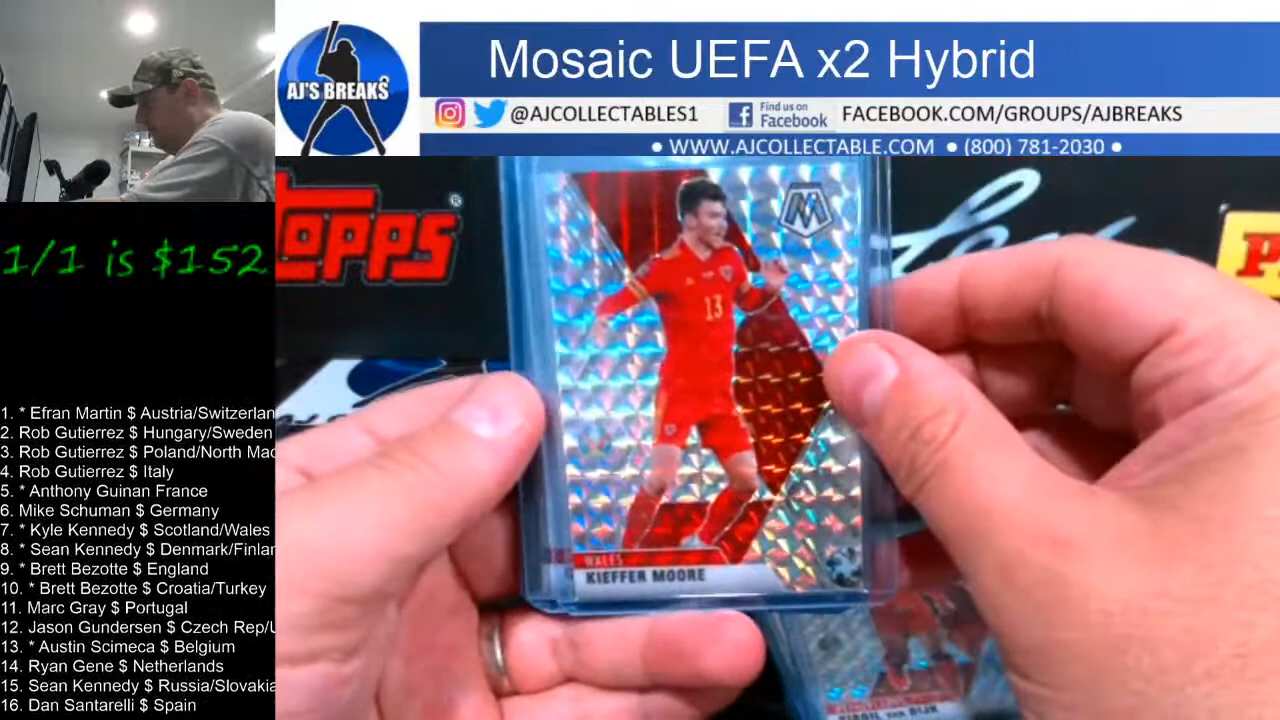 Mosaic UEFA x2 Hybrid
AJ'S BREAKS
@AJCOLLECTABLES1
Find us on
Facebook
FACEBOOK.COM/GROUPS/AJBREAKS
• WWW.AJCOLLECTABLE.COM • (800) 781-2030 •
1/1 is $152
TOPPS®
13
WALES
KIEFFER MOORE
VIRGIL VAN DIJK
1. * Efran Martin $ Austria/Switzerlan
2. Rob Gutierrez $ Hungary/Sweden
3. Rob Gutierrez $ Poland/North Mac
4. Rob Gutierrez $ Italy
5. * Anthony Guinan France
6. Mike Schuman $ Germany
7. * Kyle Kennedy $ Scotland/Wales
8. * Sean Kennedy $ Denmark/Finlan
9. * Brett Bezotte $ England
10. * Brett Bezotte $ Croatia/Turkey
11. Marc Gray $ Portugal
12. Jason Gundersen $ Czech Rep/U
13. * Austin Scimeca $ Belgium
14. Ryan Gene $ Netherlands
15. Sean Kennedy $ Russia/Slovakia
16. Dan Santarelli $ Spain